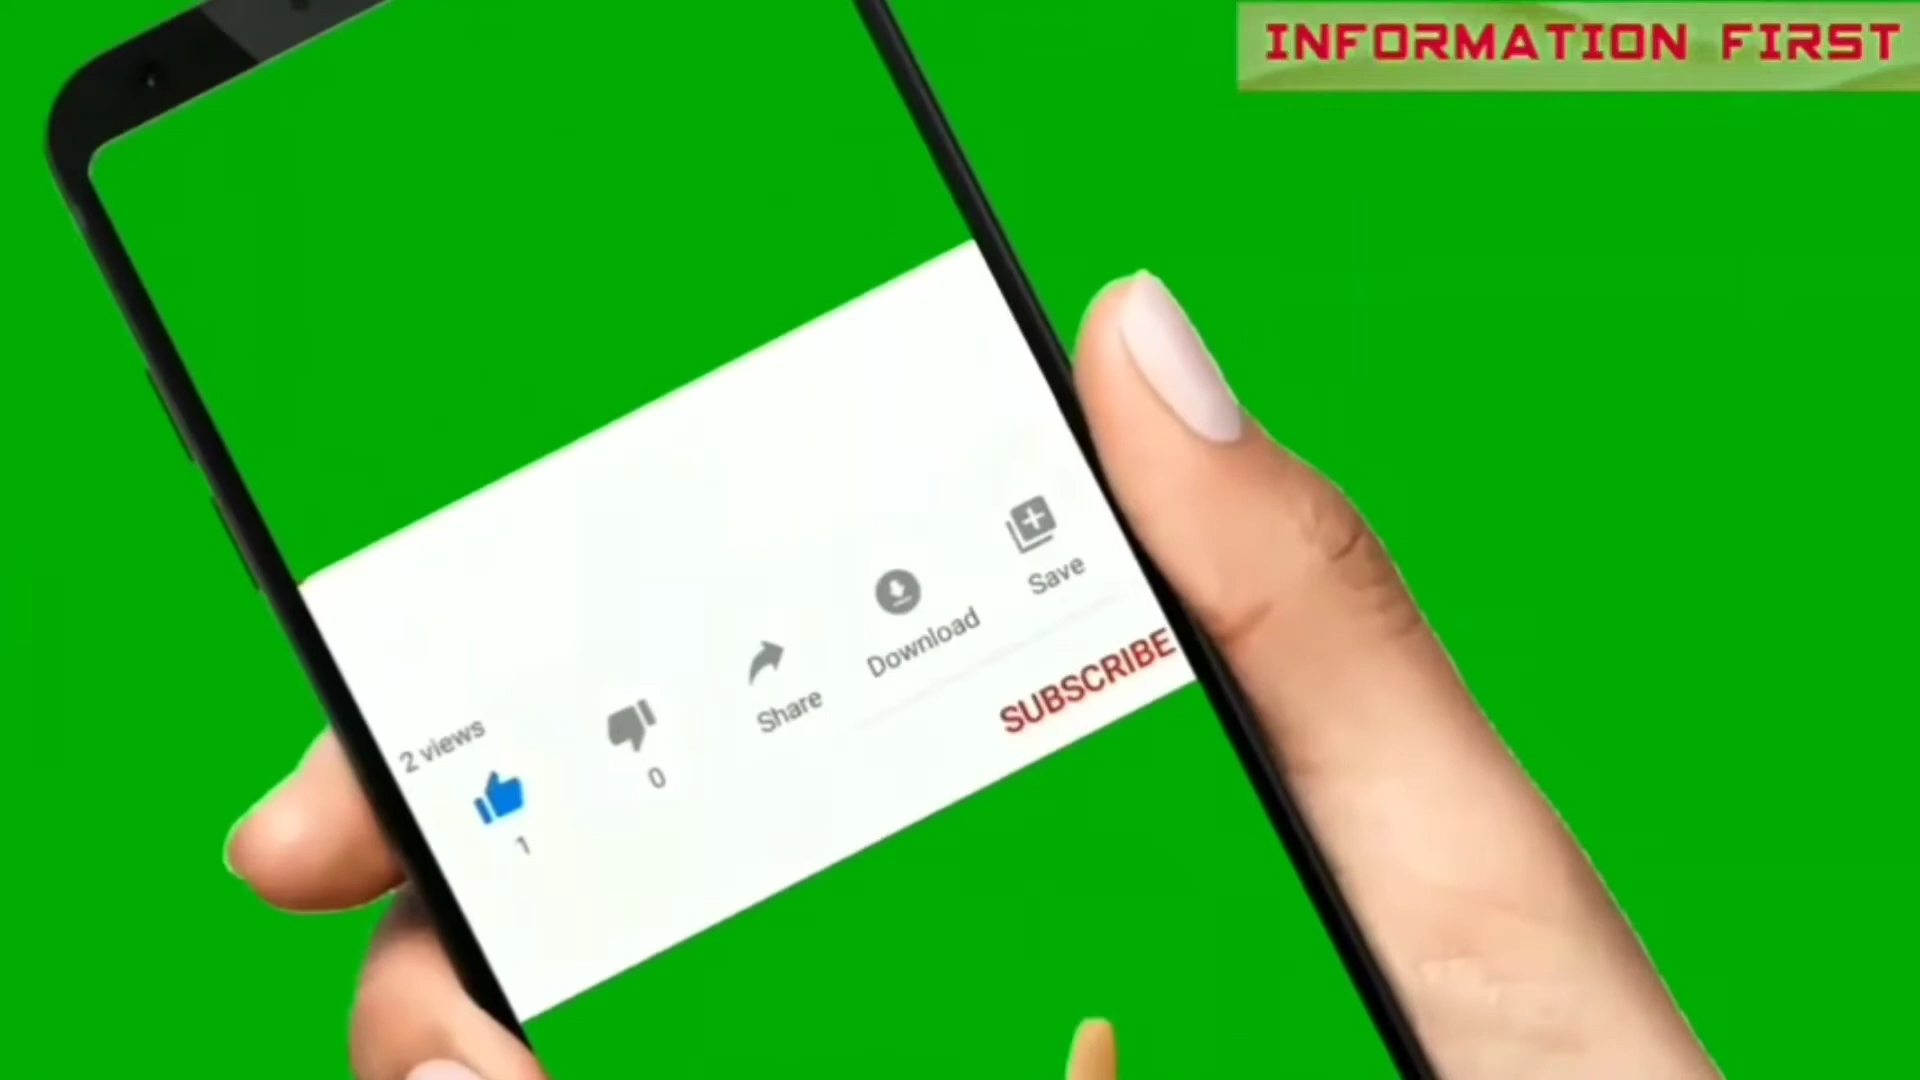 INFORMATION FIRST
2 views
1
0
Share
Download
Save
SUBSCRIBE